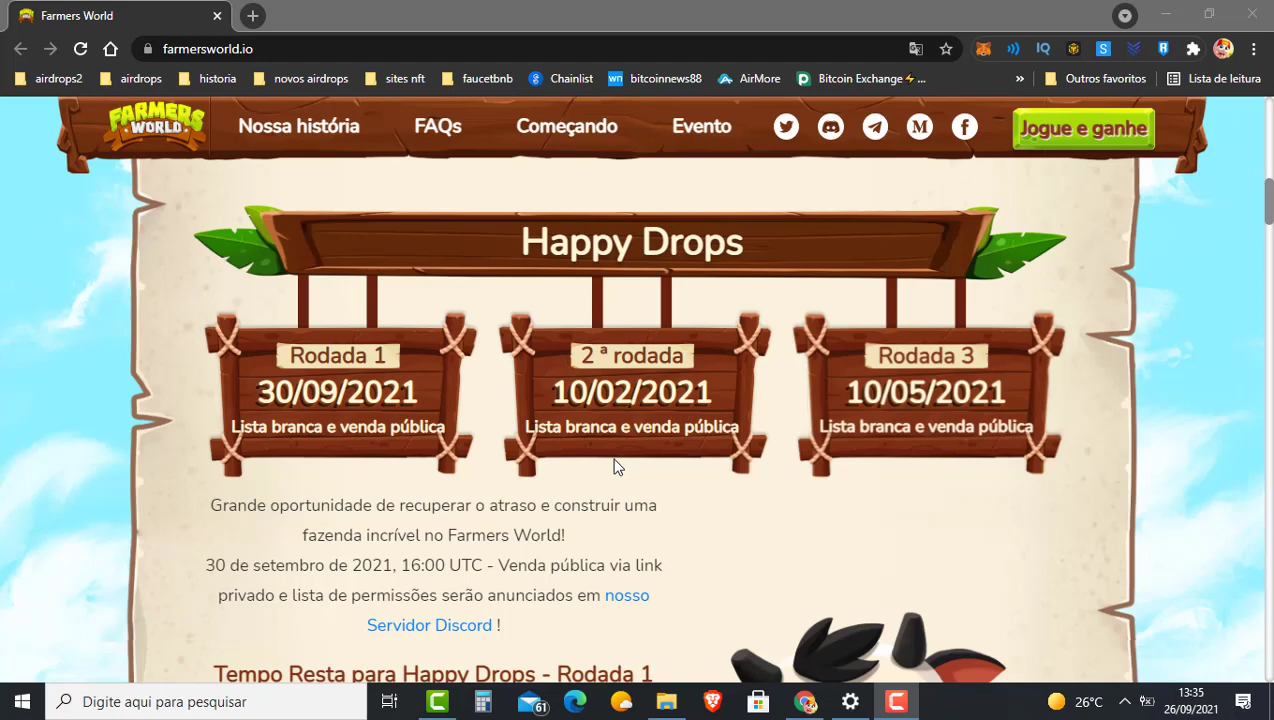 Farmers World
farmersworld.io
airdrops2
airdrops
historia
novos airdrops
sites nft
faucetbnb
Chainlist
bitcoinnews88
AirMore
Bitcoin Exchange⚡...
»
Outros favoritos
Lista de leitura
FARMERS
WORLD
Nossa história
FAQs
Começando
Evento
Jogue e ganhe
Happy Drops
Rodada 1
30/09/2021
Lista branca e venda pública
2 ª rodada
10/02/2021
Lista branca e venda pública
Rodada 3
10/05/2021
Lista branca e venda pública
Grande oportunidade de recuperar o atraso e construir uma
fazenda incrível no Farmers World!
30 de setembro de 2021, 16:00 UTC - Venda pública via link
privado e lista de permissões serão anunciados em nosso
Servidor Discord !
Tempo Resta para Happy Drops - Rodada 1
Digite aqui para pesquisar
61
26°C
13:35
26/09/2021